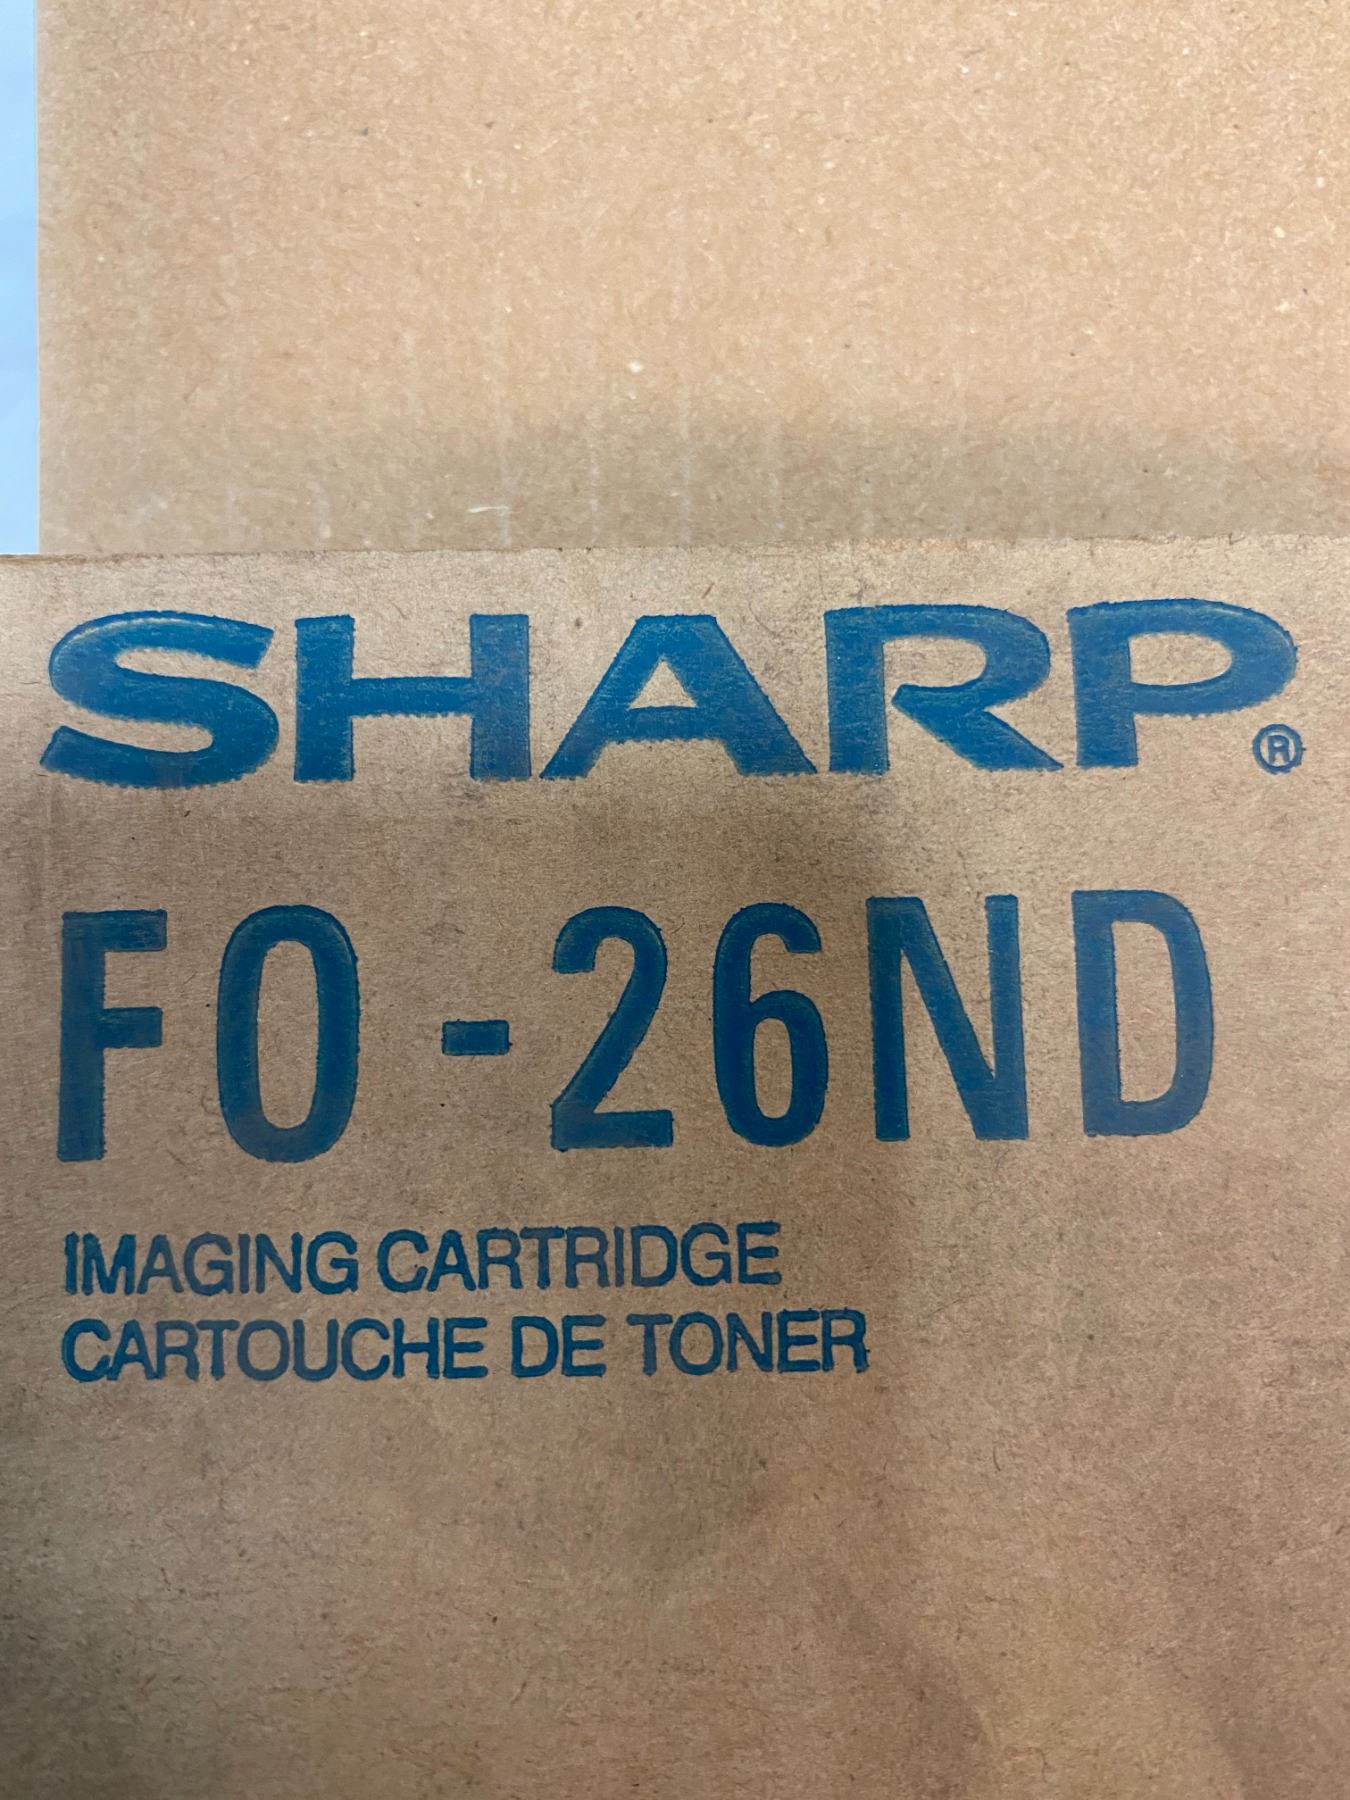 SHARP®
FO-26ND
IMAGING CARTRIDGE
CARTOUCHE DE TONER